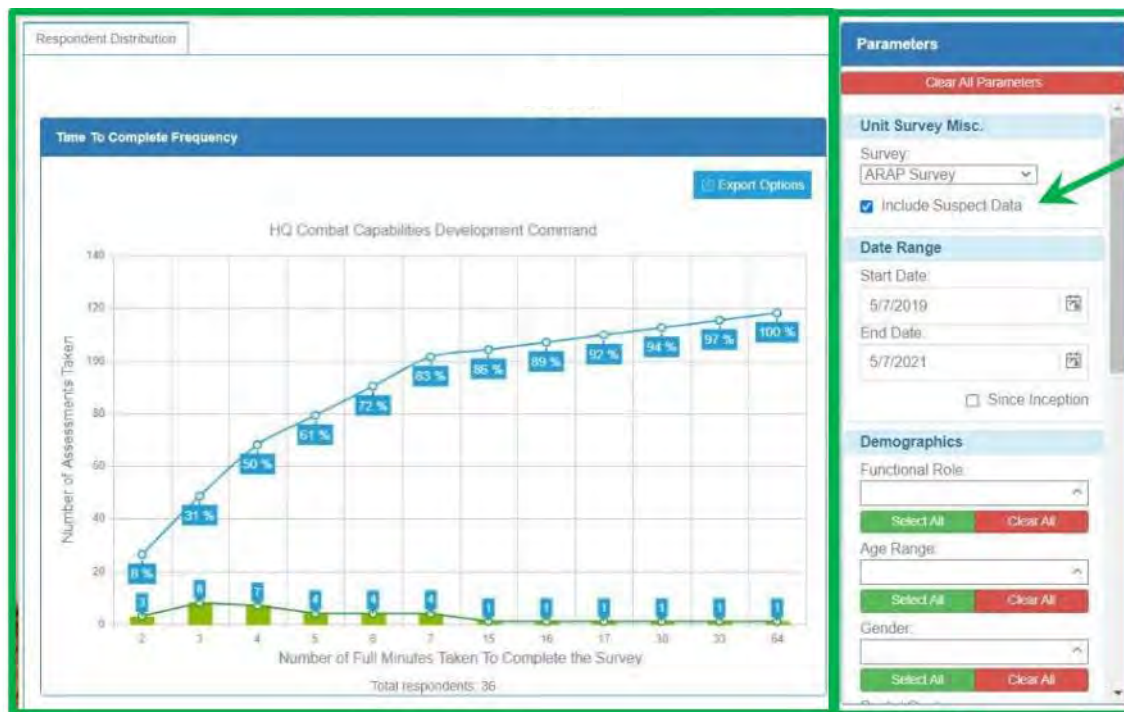 Respondent Distribution
Time To Complete Frequency
Export Options
HQ Combat Capabilities Development Command
Number of Assessments Taken
140
120
100
80
60
40
20
0
8 %
31 %
50 %
61 %
72 %
83 %
86 %
89 %
92 %
94 %
97 %
100 %
3
8
7
4
4
4
1
1
1
1
1
1
2
3
4
5
6
7
15
16
17
30
33
64
Number of Full Minutes Taken To Complete the Survey
Total respondents: 36
Parameters
Clear All Parameters
Unit Survey Misc.
Survey:
ARAP Survey
Include Suspect Data
Date Range
Start Date:
5/7/2019
End Date:
5/7/2021
Since Inception
Demographics
Functional Role:
Select All Clear All
Age Range:
Select All Clear All
Gender:
Select All Clear All